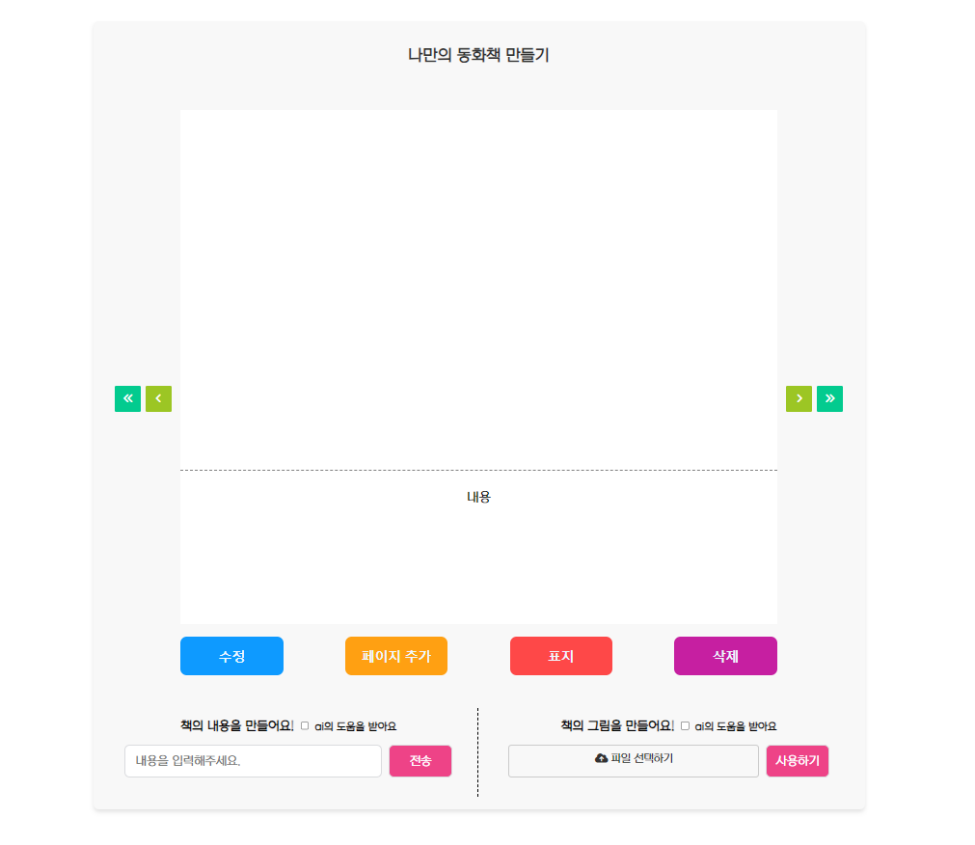 나만의 동화책 만들기
내용
수정 페이지 추가 표지 삭제
책의 내용을 만들어요! ai의 도움을 받아요
내용을 입력해주세요. 전송
책의 그림을 만들어요! ai의 도움을 받아요
파일 선택하기 사용하기